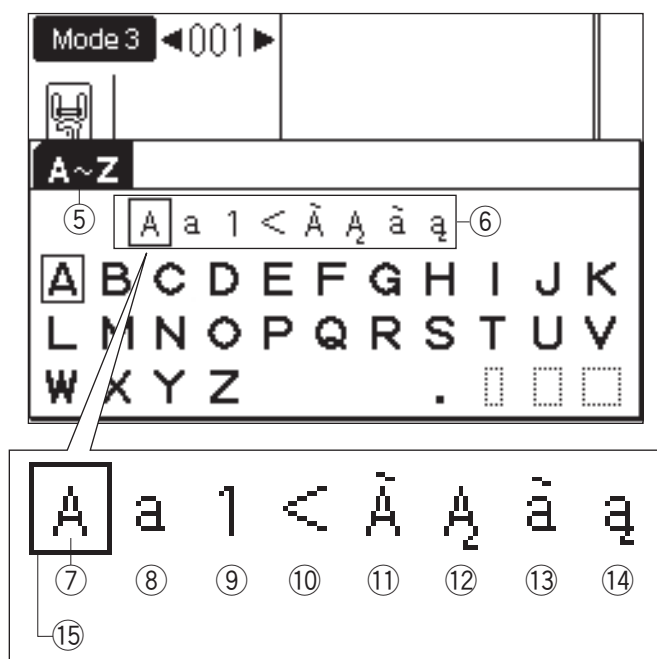 Mode 3 ◄001►
A~Z
⑤ A a 1 < Ã Ą ã ą ⑥
A B C D E F G H I J K
L M N O P Q R S T U V
W X Y Z .
A a 1 < Ã Ą ã ą
⑦ ⑧ ⑨ ⑩ ⑪ ⑫ ⑬ ⑭
⑮